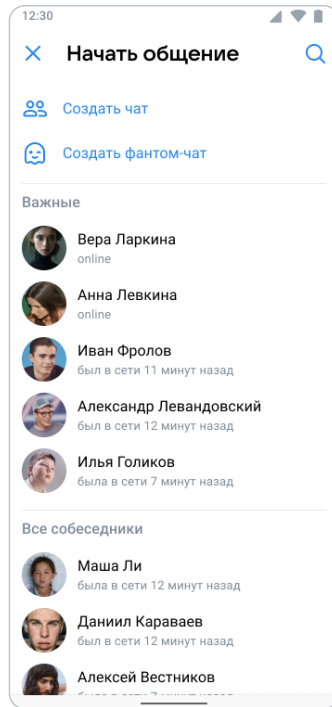 12:30
Начать общение
Создать чат
Создать фантом-чат
Важные
Вера Ларкина
online
Анна Левкина
online
Иван Фролов
был в сети 11 минут назад
Александр Левандовский
был в сети 12 минут назад
Илья Голиков
была в сети 7 минут назад
Все собеседники
Маша Ли
была в сети 12 минут назад
Даниил Караваев
был в сети 12 минут назад
Алексей Вестников